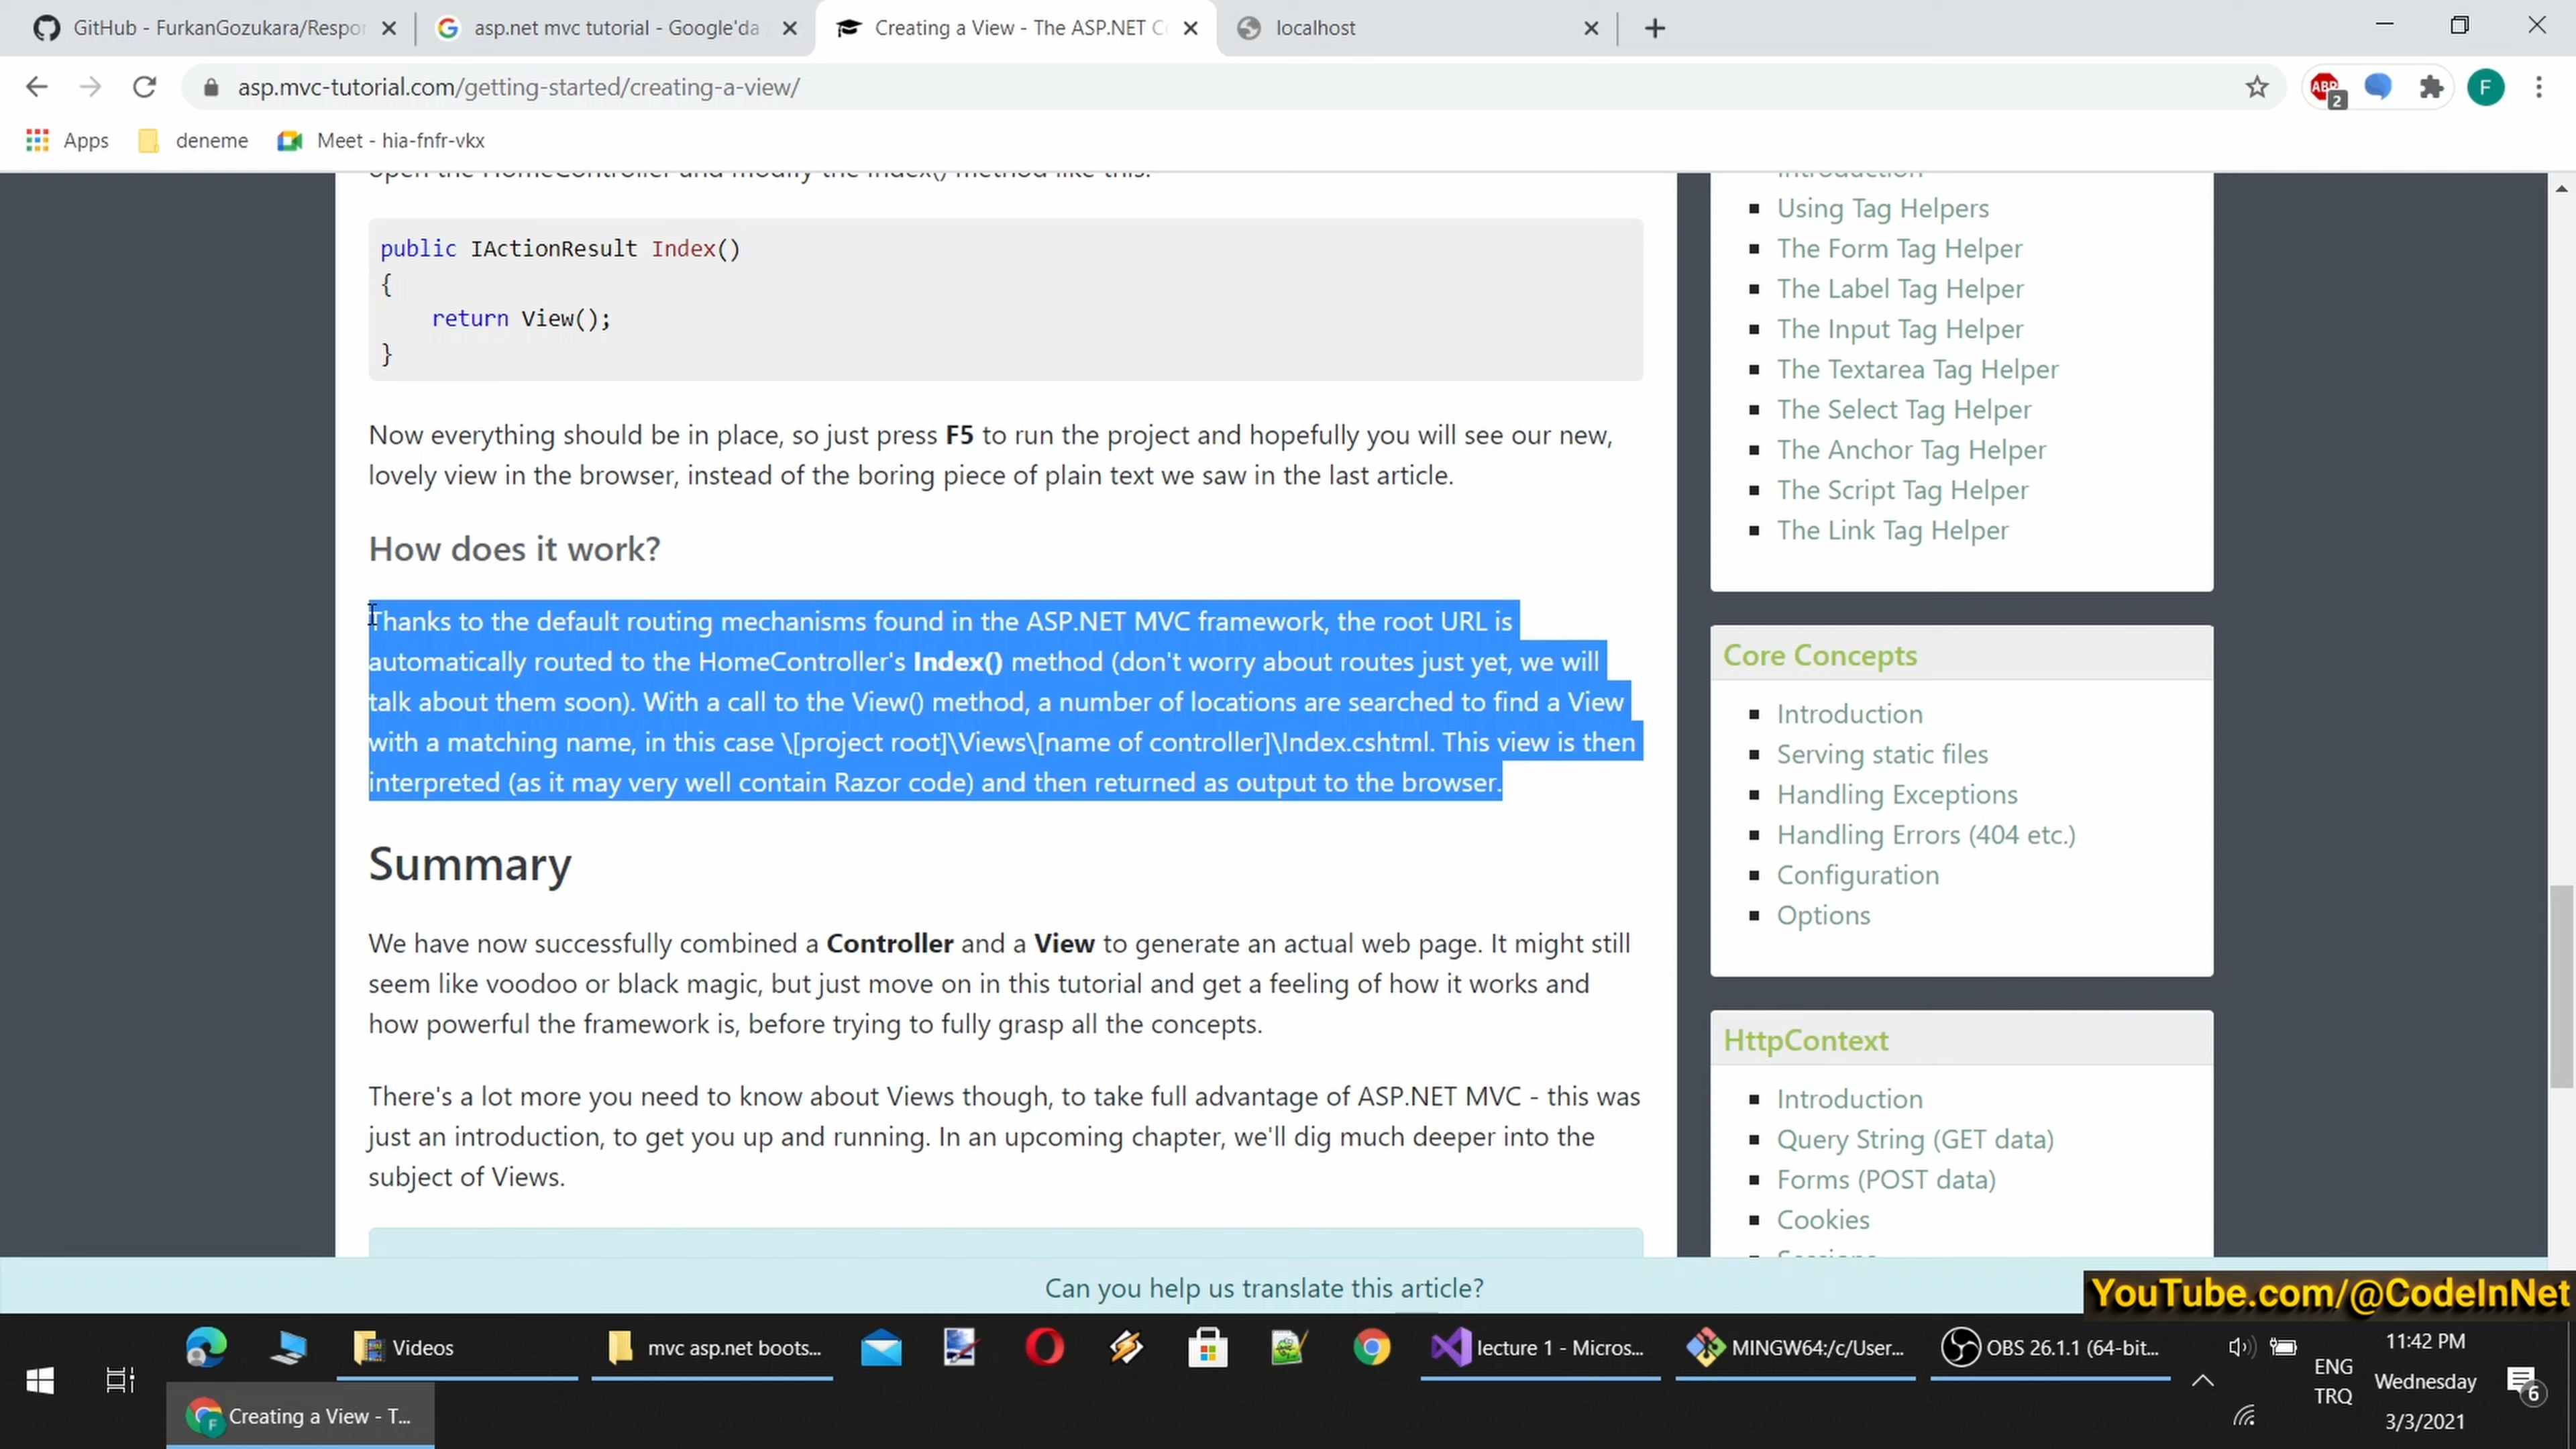 GitHub - FurkanGozukara/Respon
asp.net mvc tutorial - Google'da
Creating a View - The ASP.NET Co
localhost
asp.mvc-tutorial.com/getting-started/creating-a-view/
ABP
2
F
Apps
deneme
Meet - hia-fnfr-vkx
open the HomeController and modify the Index() method like this:
public IActionResult Index()
{
return View();
}
Now everything should be in place, so just press F5 to run the project and hopefully you will see our new,
lovely view in the browser, instead of the boring piece of plain text we saw in the last article.
How does it work?
Thanks to the default routing mechanisms found in the ASP.NET MVC framework, the root URL is
automatically routed to the HomeController's Index() method (don't worry about routes just yet, we will
talk about them soon). With a call to the View() method, a number of locations are searched to find a View
with a matching name, in this case \[project root]\Views\[name of controller]\Index.cshtml. This view is then
interpreted (as it may very well contain Razor code) and then returned as output to the browser.
Summary
We have now successfully combined a Controller and a View to generate an actual web page. It might still
seem like voodoo or black magic, but just move on in this tutorial and get a feeling of how it works and
how powerful the framework is, before trying to fully grasp all the concepts.
There's a lot more you need to know about Views though, to take full advantage of ASP.NET MVC - this was
just an introduction, to get you up and running. In an upcoming chapter, we'll dig much deeper into the
subject of Views.
Introduction
Using Tag Helpers
The Form Tag Helper
The Label Tag Helper
The Input Tag Helper
The Textarea Tag Helper
The Select Tag Helper
The Anchor Tag Helper
The Script Tag Helper
The Link Tag Helper
Core Concepts
Introduction
Serving static files
Handling Exceptions
Handling Errors (404 etc.)
Configuration
Options
HttpContext
Introduction
Query String (GET data)
Forms (POST data)
Cookies
Sessions
Can you help us translate this article?
YouTube.com/@CodeInNet
Videos
mvc asp.net boots...
lecture 1 - Micros...
MINGW64:/c/User...
OBS 26.1.1 (64-bit...
ENG
TRQ
11:42 PM
Wednesday
3/3/2021
6
F
Creating a View - T...